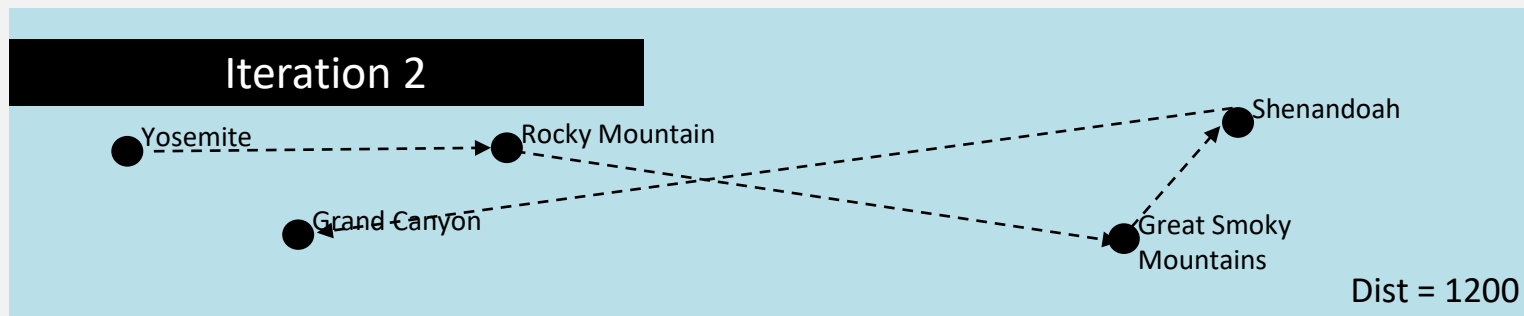 Iteration 2
Yosemite
Rocky Mountain
Shenandoah
Grand Canyon
Great Smoky
Mountains
Dist = 1200